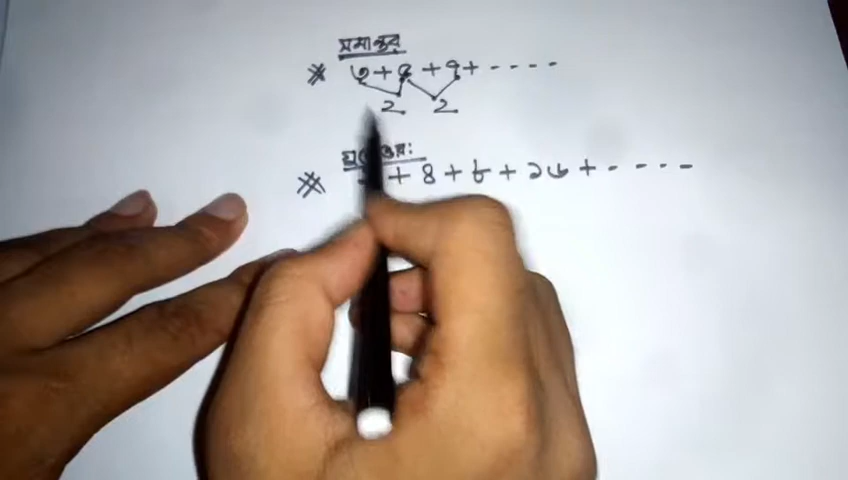 সমান্তর
* ৩ + ৫ + ৭ + - - - -
২ ২
* + ৪ + ৮ + ১৬ + - - - -